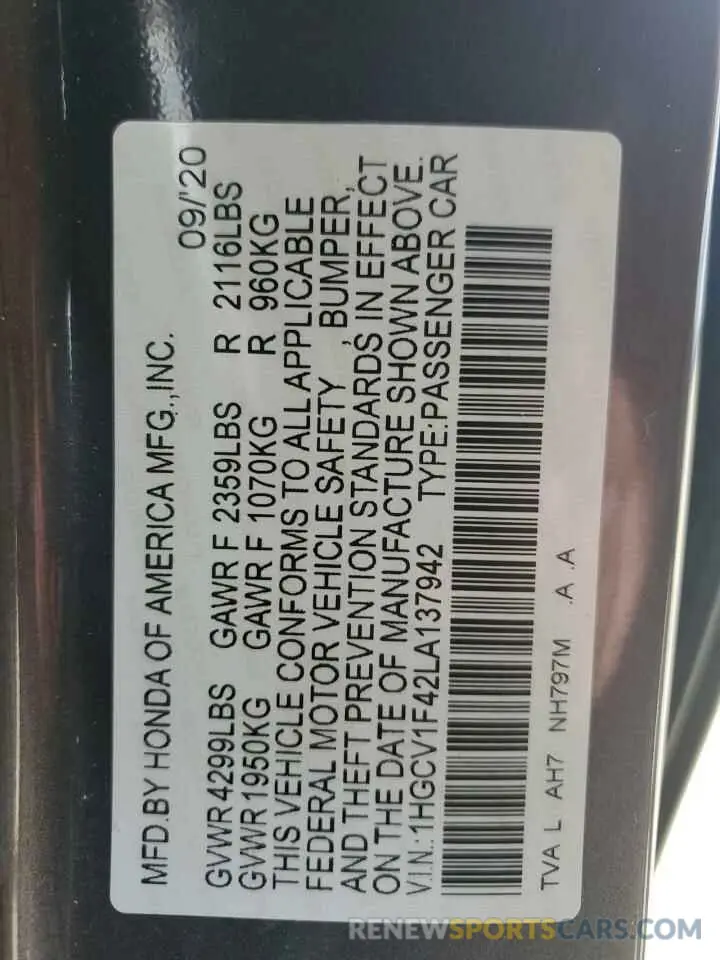 MFD.BY HONDA OF AMERICA MFG.,INC. 09/'20
GVWR 4299LBS GAWR F 2359LBS R 2116LBS
GVWR 1950KG GAWR F 1070KG R 960KG
THIS VEHICLE CONFORMS TO ALL APPLICABLE
FEDERAL MOTOR VEHICLE SAFETY , BUMPER,
AND THEFT PREVENTION STANDARDS IN EFFECT
ON THE DATE OF MANUFACTURE SHOWN ABOVE.
V.I.N.:1HGCV1F42LA137942 TYPE:PASSENGER CAR
TVA L AH7 NH797M .A .A
RENEWSPORTSCARS.COM